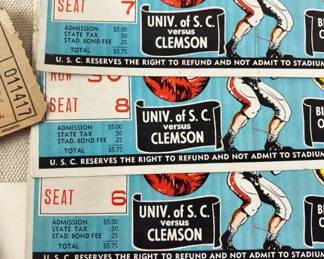 SEAT 7
ADMISSION $5.00
STATE TAX .50
STAD. BOND FEE .25
TOTAL $5.75
UNIV. of S. C.
versus
CLEMSON
U. S. C. RESERVES THE RIGHT TO REFUND AND NOT ADMIT TO STADIUM
011417
ROW
SEAT 8
ADMISSION $5.00
STATE TAX .50
STAD. BOND FEE .25
TOTAL $5.75
UNIV. of S. C.
versus
CLEMSON
U. S. C. RESERVES THE RIGHT TO REFUND AND NOT ADMIT TO STADIU
SEAT 6
ADMISSION $5.00
STATE TAX 50
STAD. BOND FEE .25
TOTAL $5.75
UNIV. of S. C.
versus
CLEMSON
U. S. C. RESERVES THE RIGHT TO REFUND AND NOT ADMIT TO STADIUM